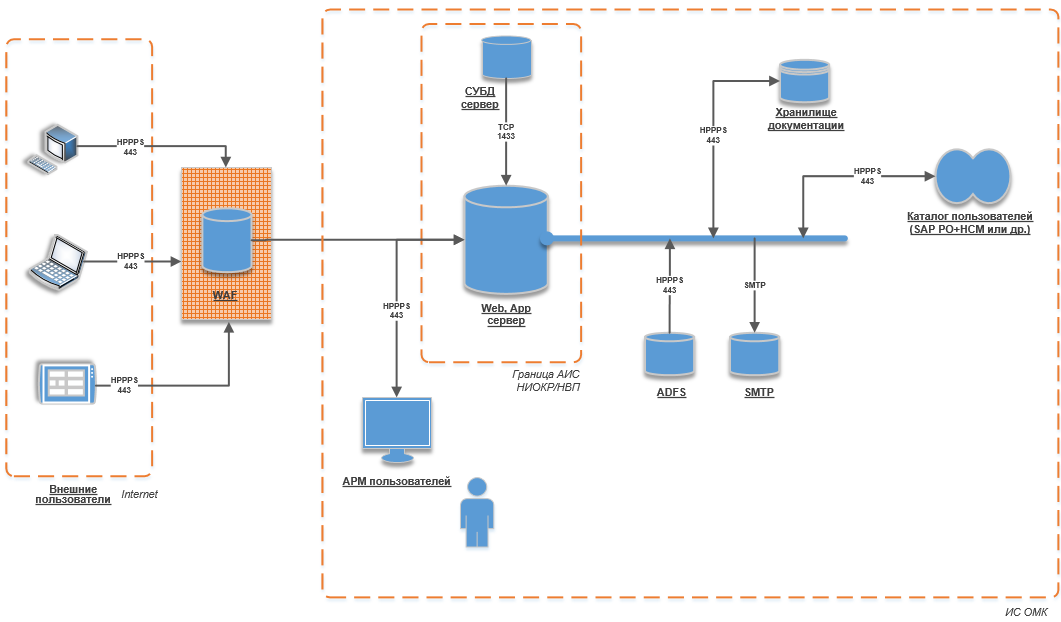 СУБД
сервер
TCP
1433
HPPPS
443
Хранилище
документации
HPPPS
443
HPPPS
443
Каталог пользователей
(SAP PO+HCM или др.)
HPPPS
443
WAF
Web, App
сервер
HPPPS
443
SMTP
HPPPS
443
HPPPS
443
Граница АИС
НИОКР/НВП
ADFS
SMTP
АРМ пользователей
Внешние
пользователи
Internet
ИС ОМК